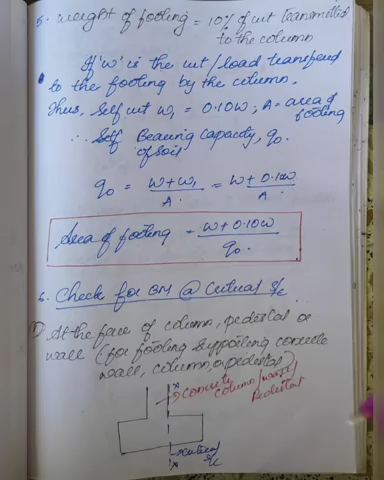 5. weight of footing = 10% of wt transmitted
to the column
If 'w' is the wt/load transferd
to the footing by the column.
Thus, Self wt w₁ = 0.10w ; A = area of
footing
∴ Self Bearing Capacity, q₀.
of soil
q₀ = w + w₁ / A = w + 0.10w / A.
Area of footing = w + 0.10w / q₀.
6. Check for BM @ Critical S/c
1) At the face of column, pedestal or
wall (for footing supporting concrete
wall, column, or pedestal)
x
→ Concrete
column/wall/
Pedestal
→ Critical
S/c
x